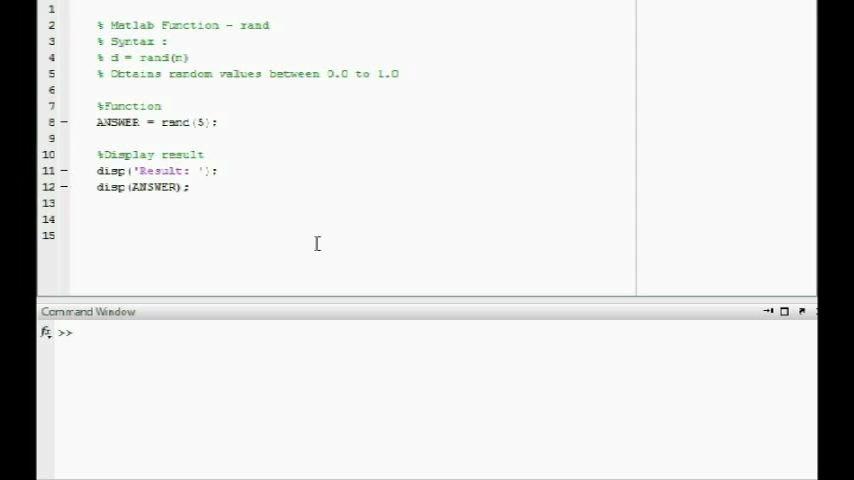 1
2 % Matlab Function - rand
3 % Syntax :
4 % d = rand(n)
5 % Obtains random values between 0.0 to 1.0
6
7 %Function
8 — ANSWER = rand(5);
9
10 %Display result
11 — disp('Result: ');
12 — disp(ANSWER);
13
14
15
Command Window
fx >>